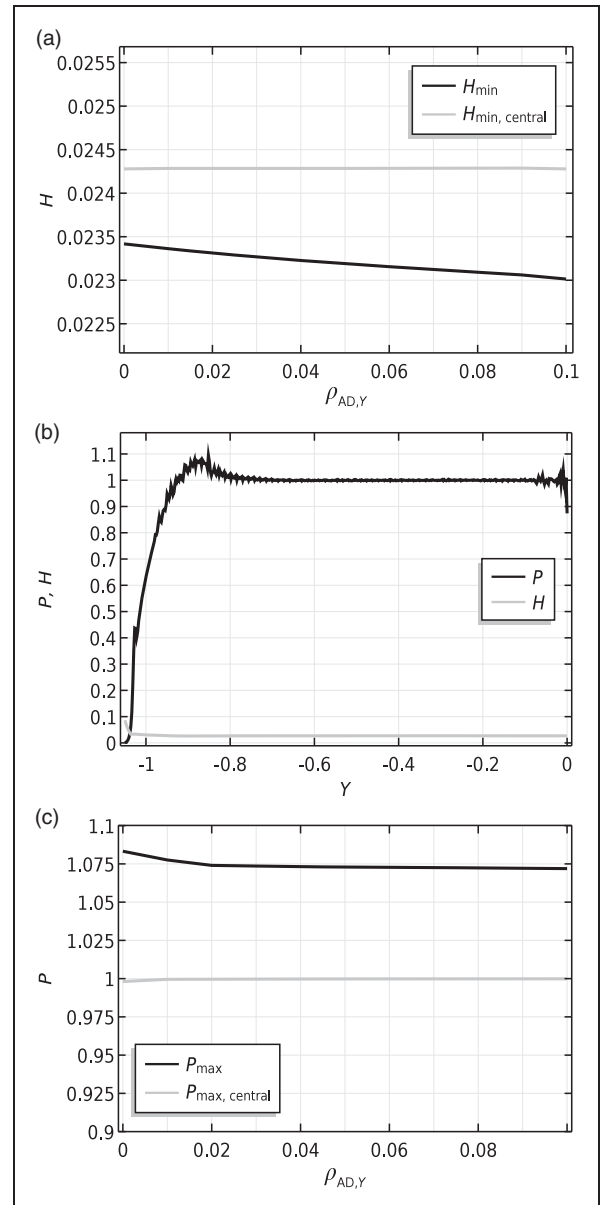 (a)
0.0255
0.025
0.0245
0.024
0.0235
0.023
0.0225
H
H_min
H_min, central
0 0.02 0.04 0.06 0.08 0.1
ρ_AD,Y
(b)
1.1
1
0.9
0.8
0.7
0.6
0.5
0.4
0.3
0.2
0.1
0
P, H
P
H
-1 -0.8 -0.6 -0.4 -0.2 0
Y
(c)
1.1
1.075
1.05
1.025
1
0.975
0.95
0.925
0.9
P
P_max
P_max, central
0 0.02 0.04 0.06 0.08
ρ_AD,Y